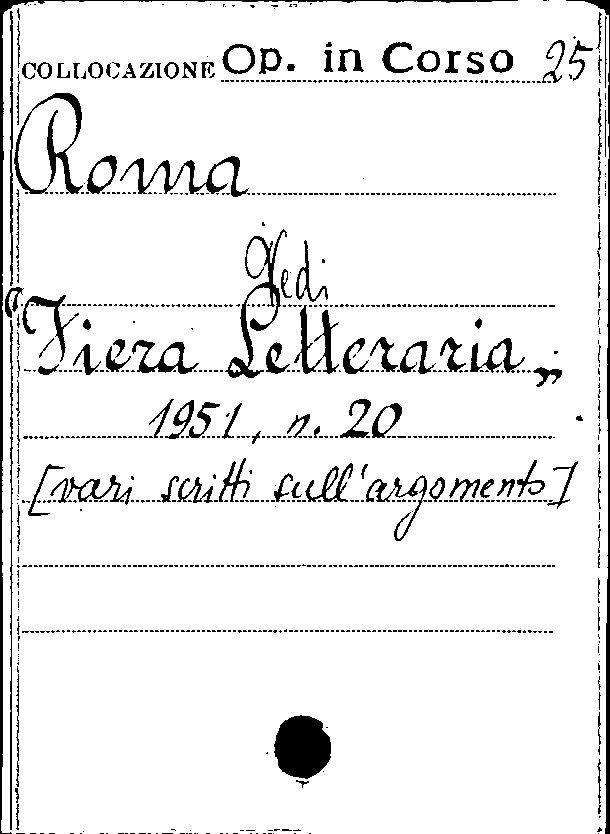 COLLOCAZIONE Op. in Corso 25
Roma
Vedi
"Fiera Letteraria„
1951, n. 20
[vari scritti sull'argomento]